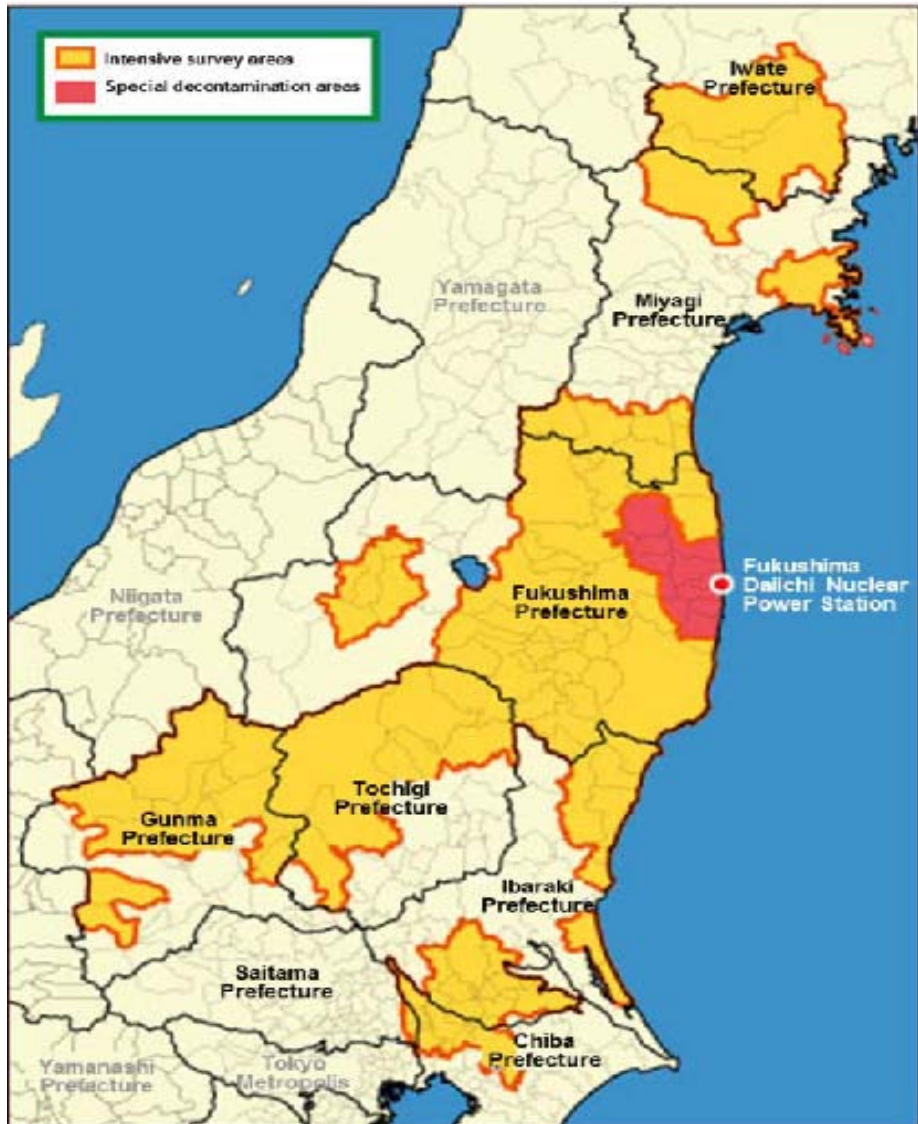 Intensive survey areas
Special decontamination areas
Iwate
Prefecture
Yamagata
Prefecture
Miyagi
Prefecture
Niigata
Prefecture
Fukushima
Prefecture
Fukushima
Daiichi Nuclear
Power Station
Gunma
Prefecture
Tochigi
Prefecture
Ibaraki
Prefecture
Saitama
Prefecture
Chiba
Prefecture
Yamanashi
Prefecture
Tokyo
Metropolis